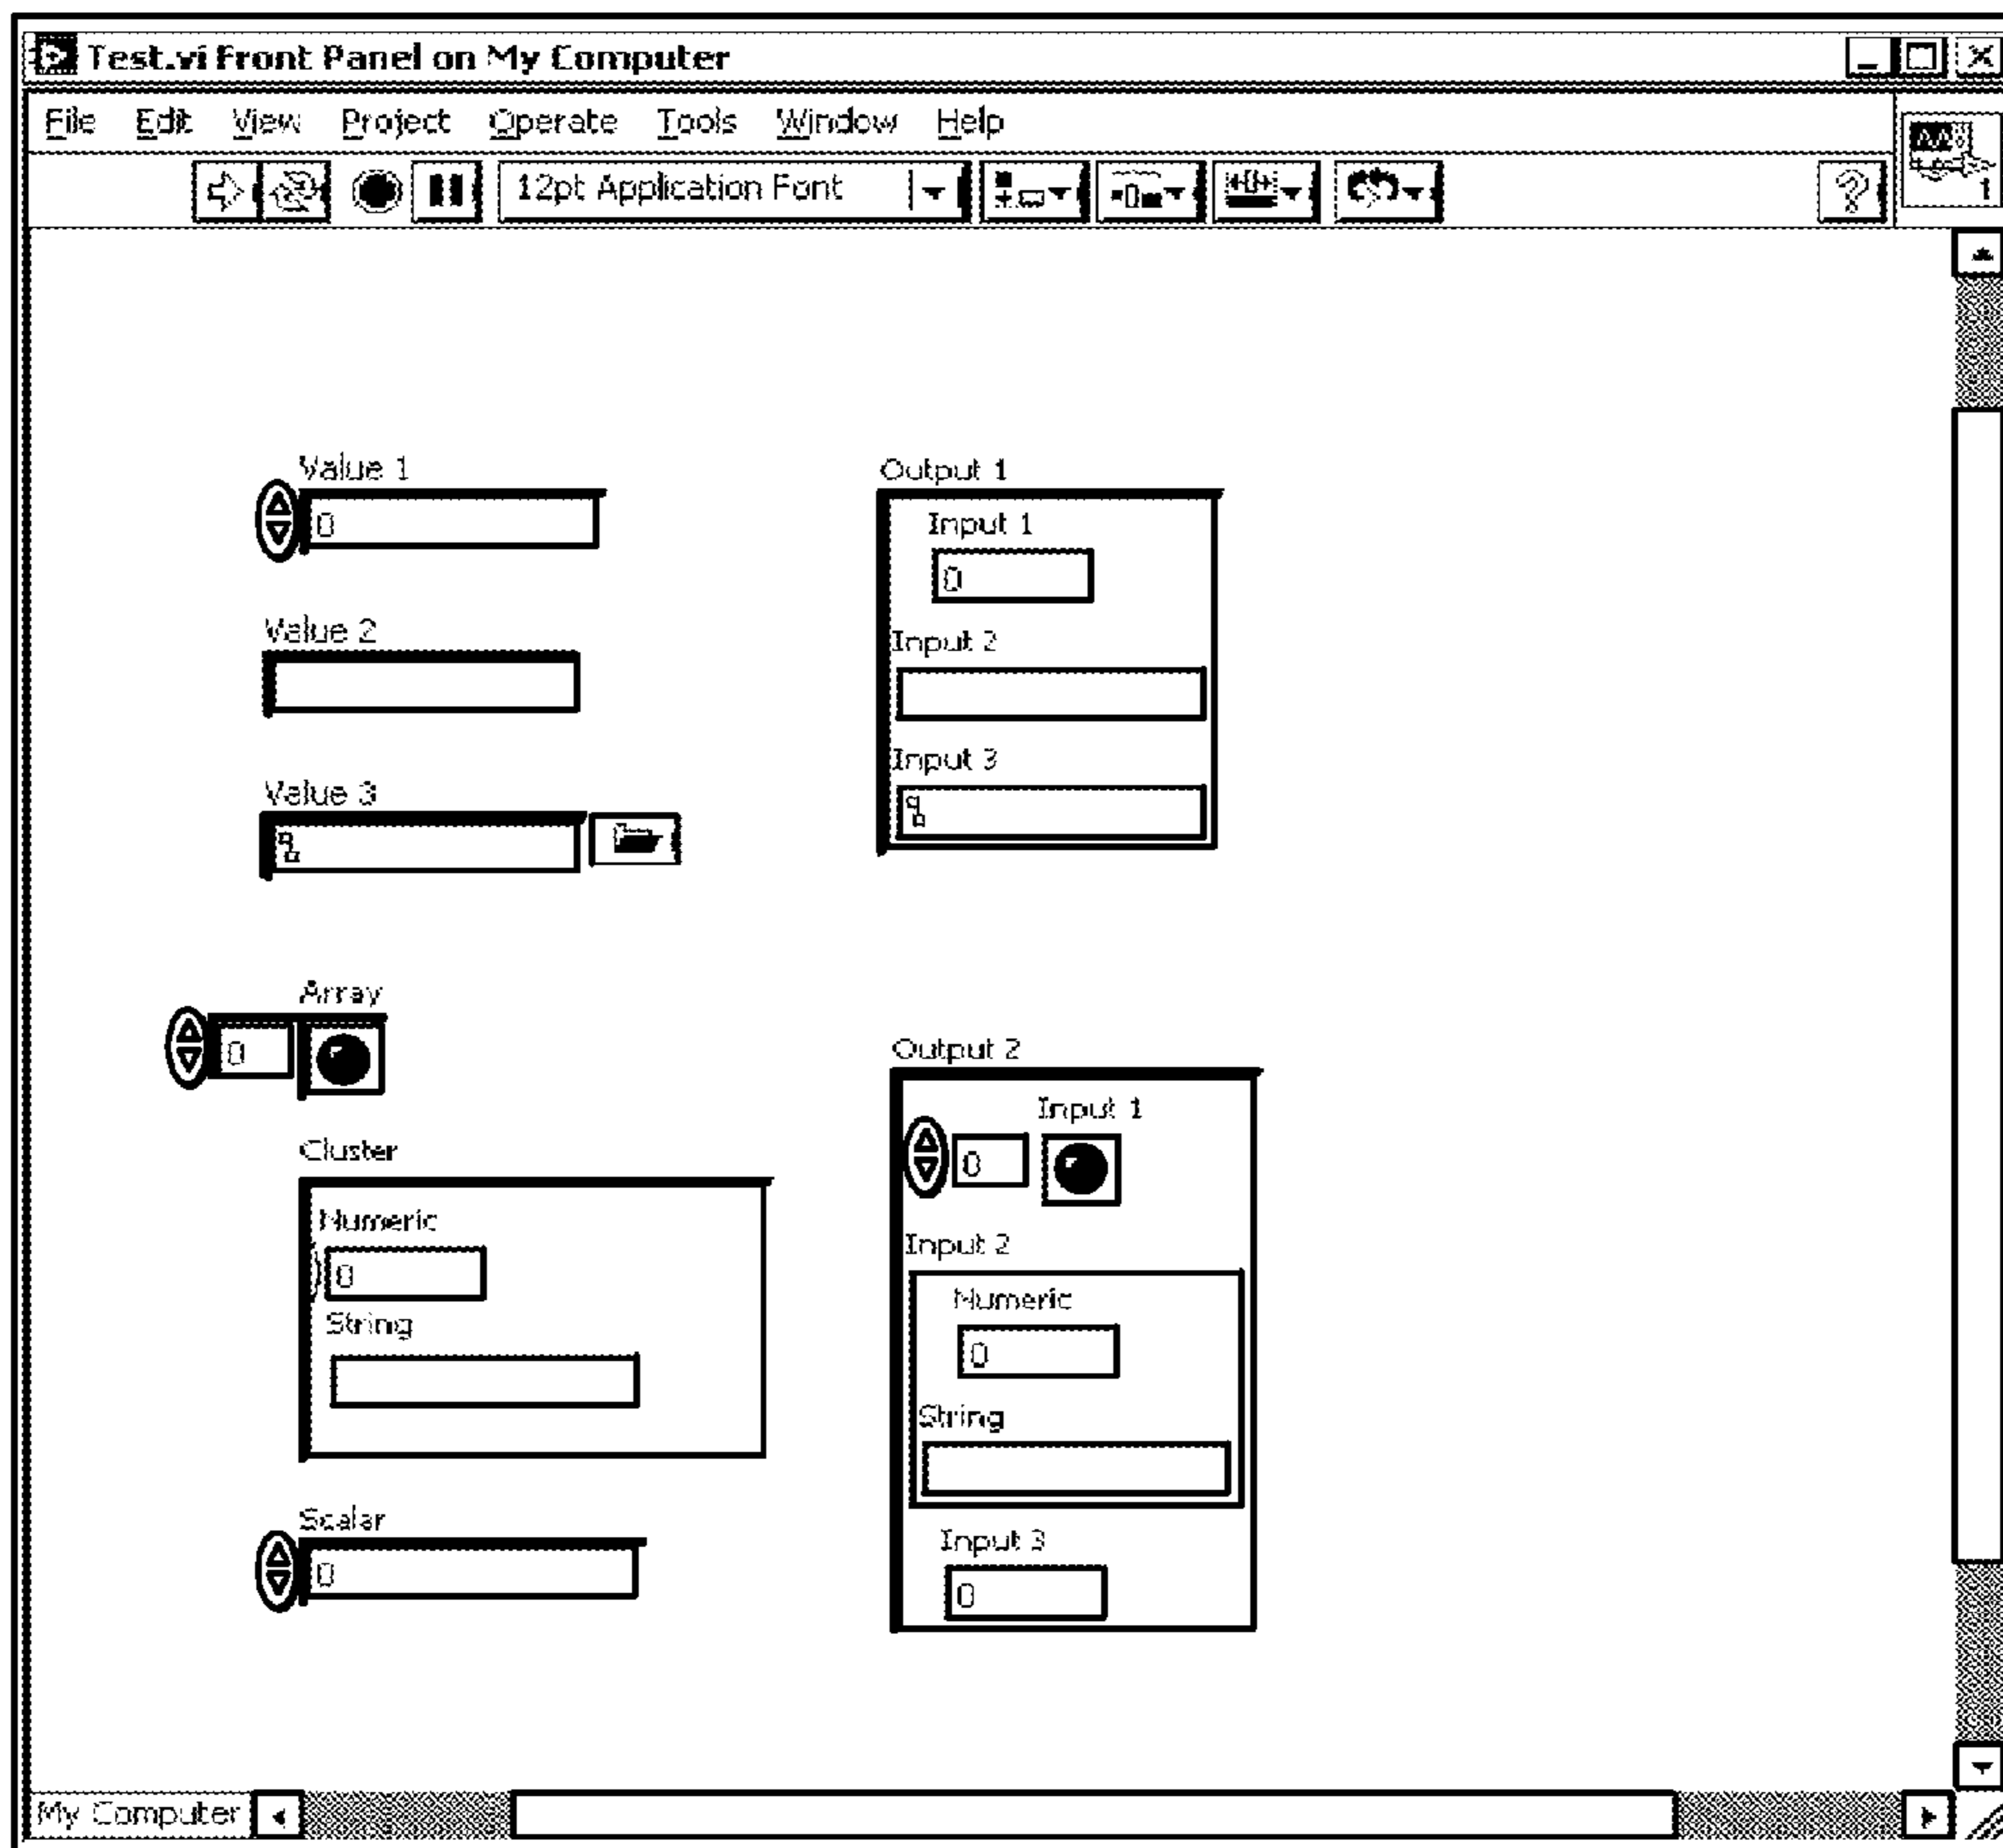 Test.vi Front Panel on My Computer
File Edit View Project Operate Tools Window Help
12pt Application Font
?
1
Value 1
0
Value 2
Value 3
Output 1
Input 1
0
Input 2
Input 3
Array
0
Cluster
Numeric
0
String
Scalar
0
Output 2
Input 1
0
Input 2
Numeric
0
String
Input 3
0
My Computer